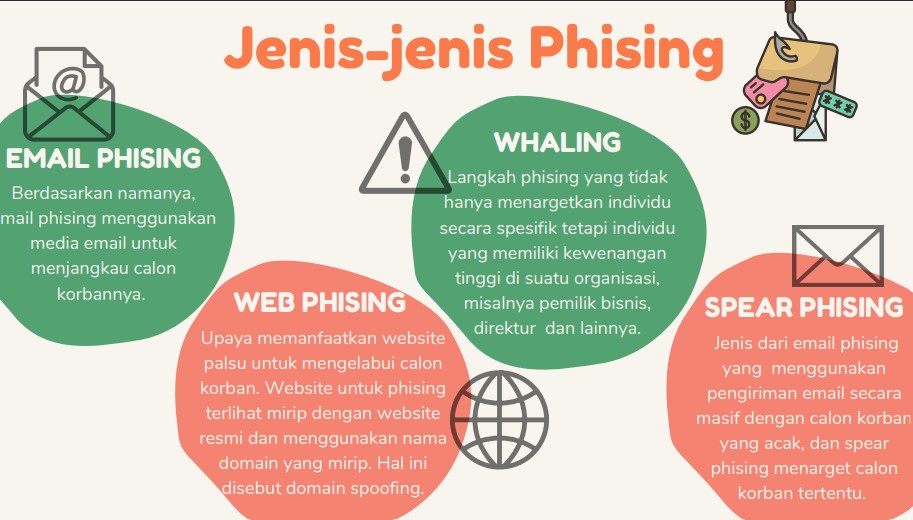 Jenis-jenis Phising
EMAIL PHISING
Berdasarkan namanya,
mail phising menggunakan
media email untuk
menjangkau calon
korbannya.
WHALING
Langkah phising yang tidak
hanya menargetkan individu
secara spesifik tetapi individu
yang memiliki kewenangan
tinggi di suatu organisasi,
misalnya pemilik bisnis,
direktur dan lainnya.
WEB PHISING
Upaya memanfaatkan website
palsu untuk mengelabui calon
korban. Website untuk phising
terlihat mirip dengan website
resmi dan menggunakan nama
domain yang mirip. Hal ini
disebut domain spoofing.
SPEAR PHISING
Jenis dari email phising
yang menggunakan
pengiriman email secara
masif dengan calon korban
yang acak, dan spear
phising menarget calon
korban tertentu.